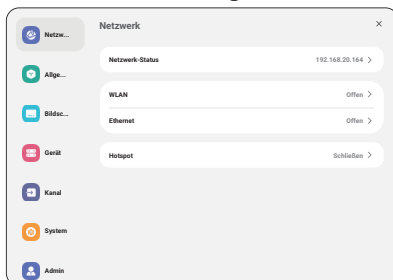 Netzwerk
×
Netzw...
Allge...
Bildsc...
Gerät
Kanal
System
Admin
Netzwerk-Status 192.168.20.164 >
WLAN Offen >
Ethernet Offen >
Hotspot Schließen >